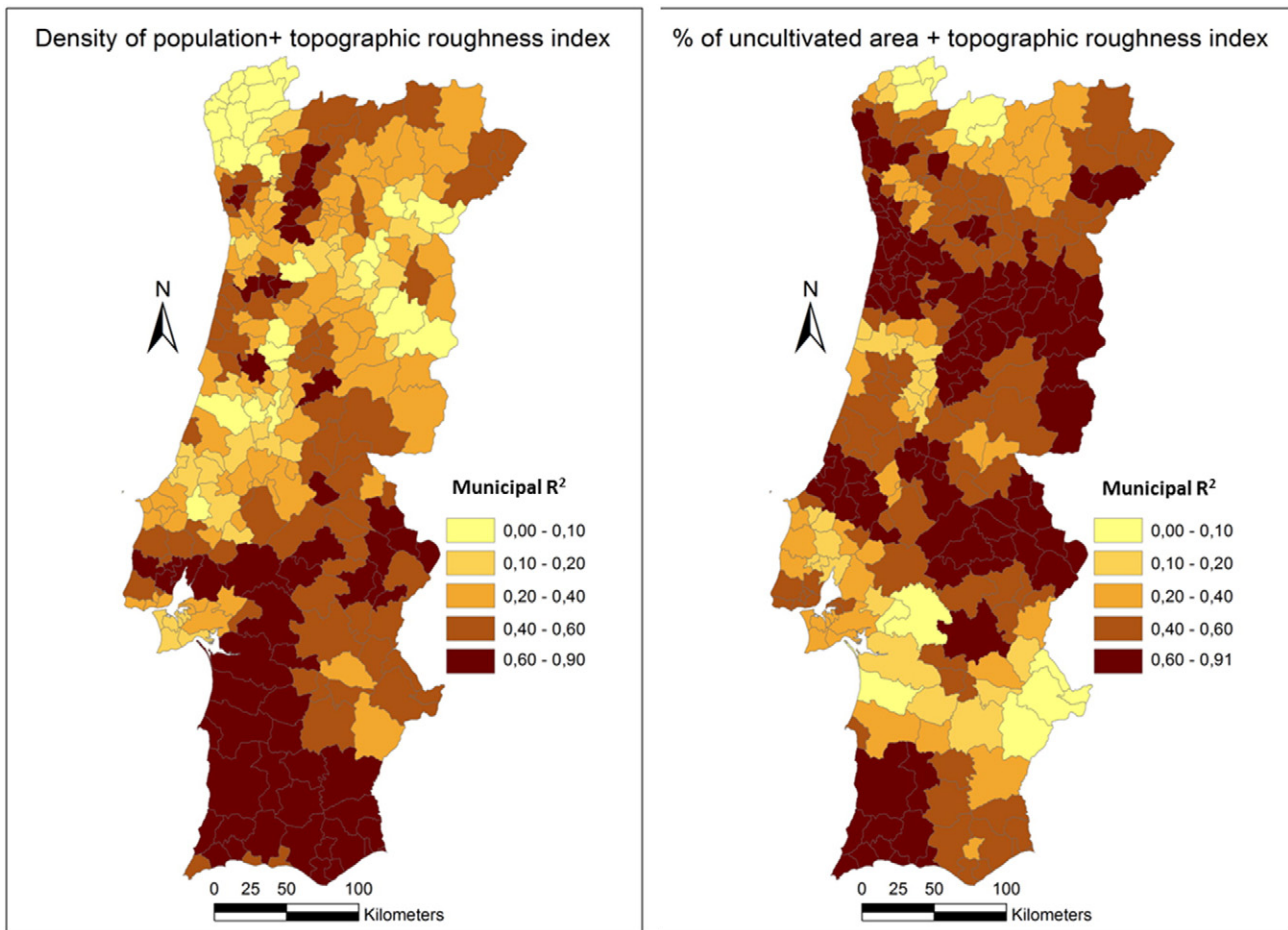 Density of population+ topographic roughness index
N
Municipal R²
0,00 - 0,10
0,10 - 0,20
0,20 - 0,40
0,40 - 0,60
0,60 - 0,90
0 25 50 100
Kilometers
% of uncultivated area + topographic roughness index
N
Municipal R²
0,00 - 0,10
0,10 - 0,20
0,20 - 0,40
0,40 - 0,60
0,60 - 0,91
0 25 50 100
Kilometers